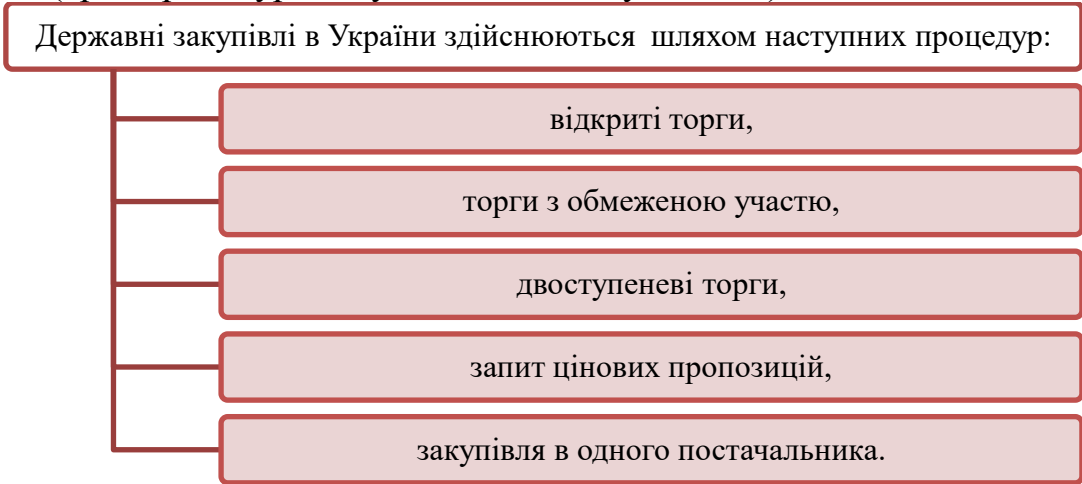 Державні закупівлі в Україні здійснюються шляхом наступних процедур:
відкриті торги,
торги з обмеженою участю,
двоступеневі торги,
запит цінових пропозицій,
закупівля в одного постачальника.